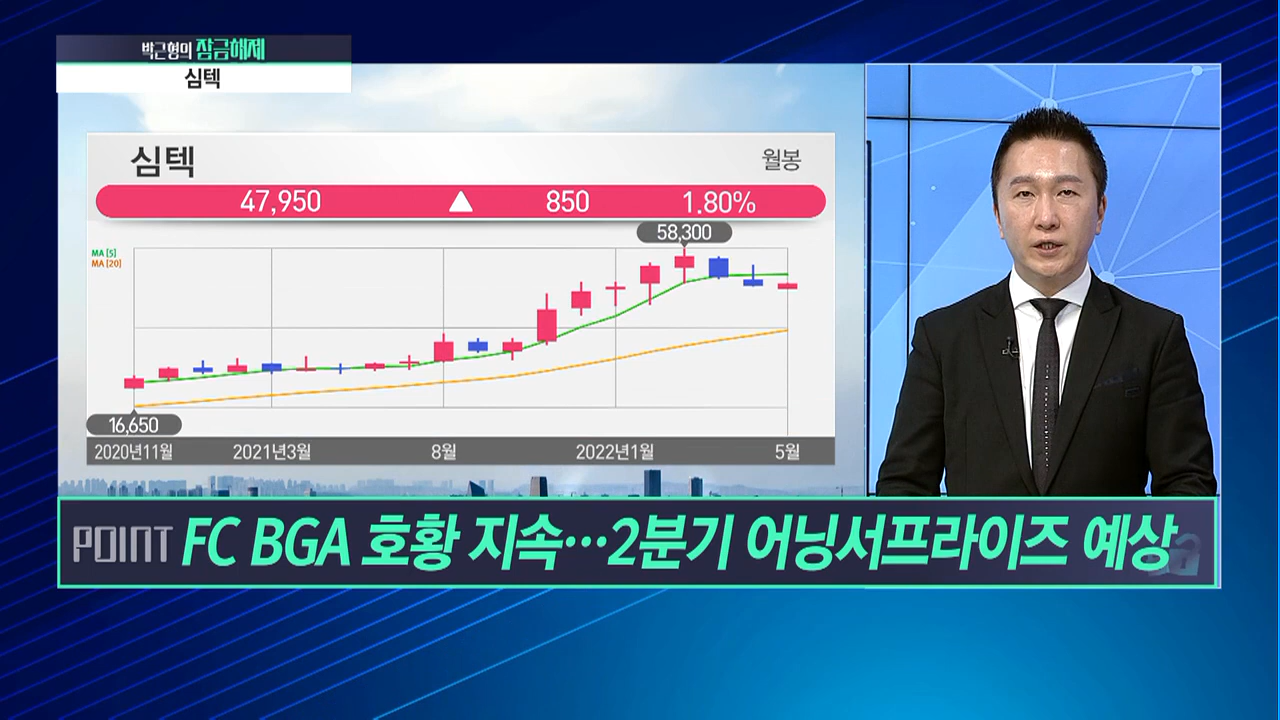 박근형의 잠금해제
심텍
심텍
월봉
47,950 ▲ 850 1.80%
58,300
MA [5]
MA [20]
16,650
2020년11월 2021년3월 8월 2022년1월 5월
POINT FC BGA 호황 지속…2분기 어닝서프라이즈 예상